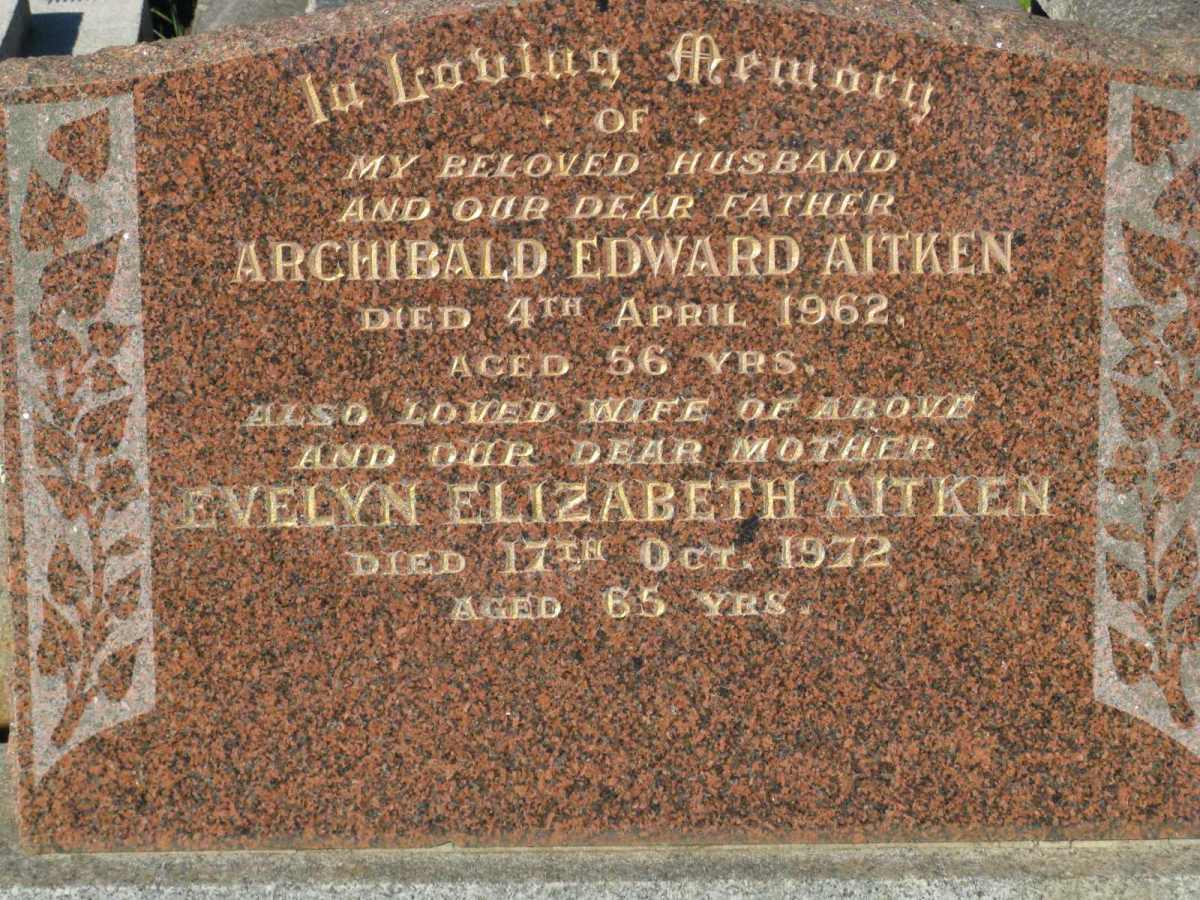 In Loving Memory
OF
MY BELOVED HUSBAND
AND OUR DEAR FATHER
ARCHIBALD EDWARD AITKEN
DIED 4TH APRIL 1962.
AGED 56 YRS.
ALSO LOVED WIFE OF ABOVE
AND OUR DEAR MOTHER
EVELYN ELIZABETH AITKEN
DIED 17TH OCT. 1972
AGED 65 YRS.